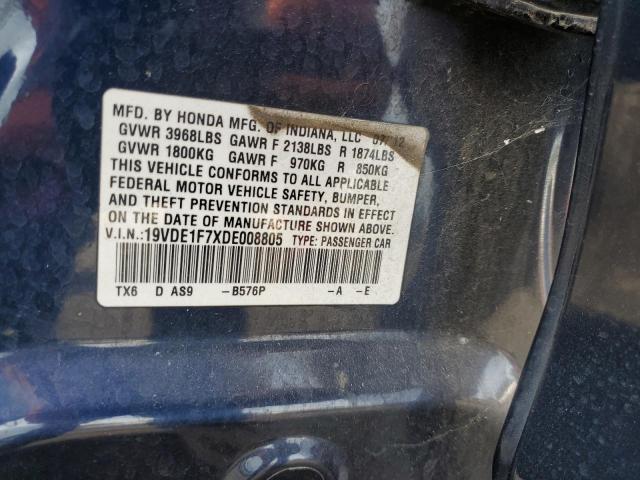 MFD. BY HONDA MFG. OF INDIANA, LLC 07/12
GVWR 3968LBS GAWR F 2138LBS R 1874LBS
GVWR 1800KG GAWR F 970KG R 850KG
THIS VEHICLE CONFORMS TO ALL APPLICABLE
FEDERAL MOTOR VEHICLE SAFETY, BUMPER,
AND THEFT PREVENTION STANDARDS IN EFFECT
ON THE DATE OF MANUFACTURE SHOWN ABOVE.
V.I.N.:19VDE1F7XDE008805 TYPE: PASSENGER CAR
TX6 D AS9 -B576P -A -E